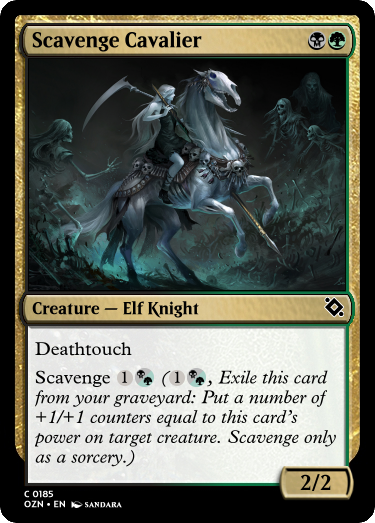 Scavenge Cavalier
Creature — Elf Knight
Deathtouch
Scavenge 1 (1, Exile this card
from your graveyard: Put a number of
+1/+1 counters equal to this card's
power on target creature. Scavenge only
as a sorcery.)
2/2
C 0185
OZN • EN SANDARA